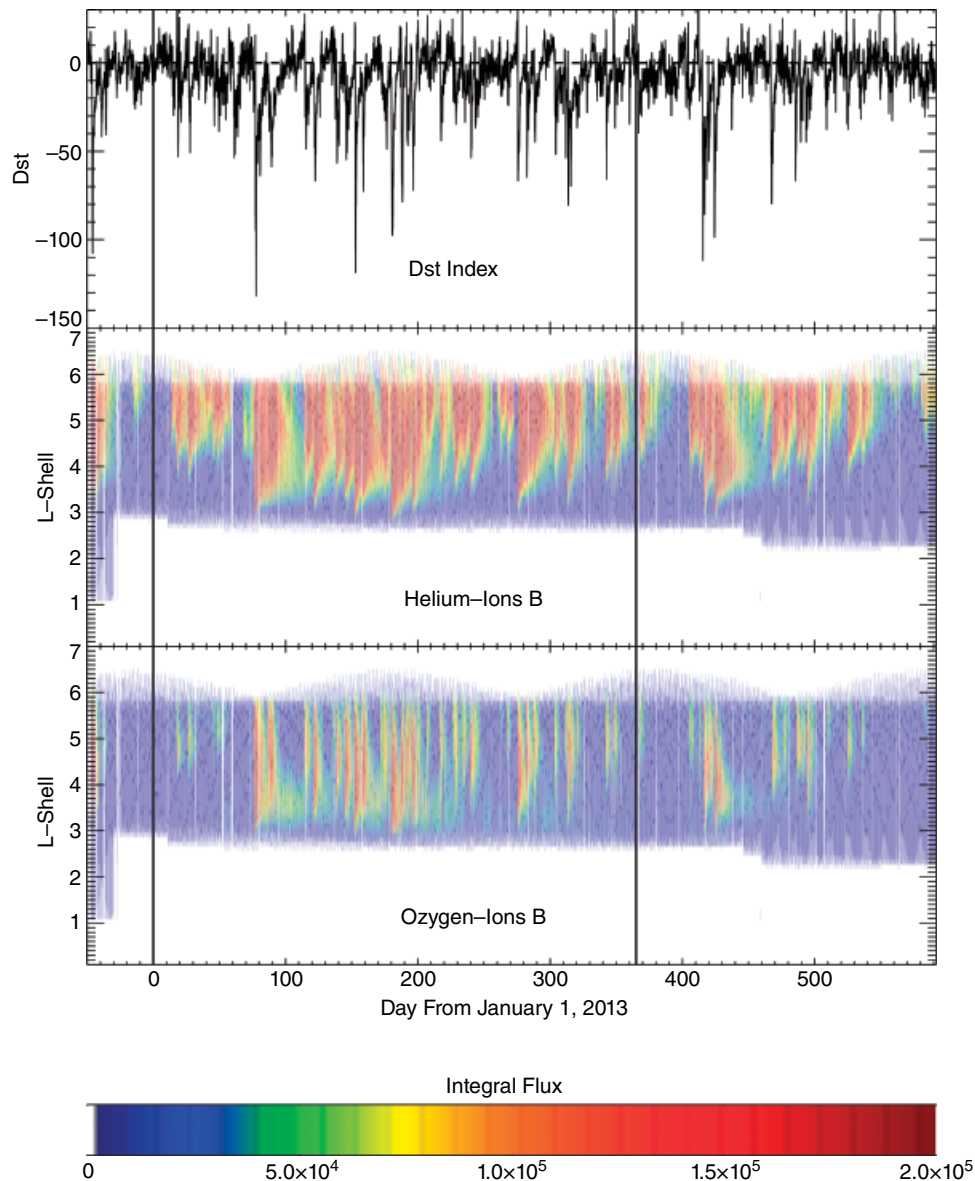 0
−50
−100
−150
Dst
Dst Index
7
6
5
4
3
2
1
L–Shell
Helium–Ions B
7
6
5
4
3
2
1
L–Shell
Ozygen–Ions B
0 100 200 300 400 500
Day From January 1, 2013
Integral Flux
0 5.0×10⁴ 1.0×10⁵ 1.5×10⁵ 2.0×10⁵